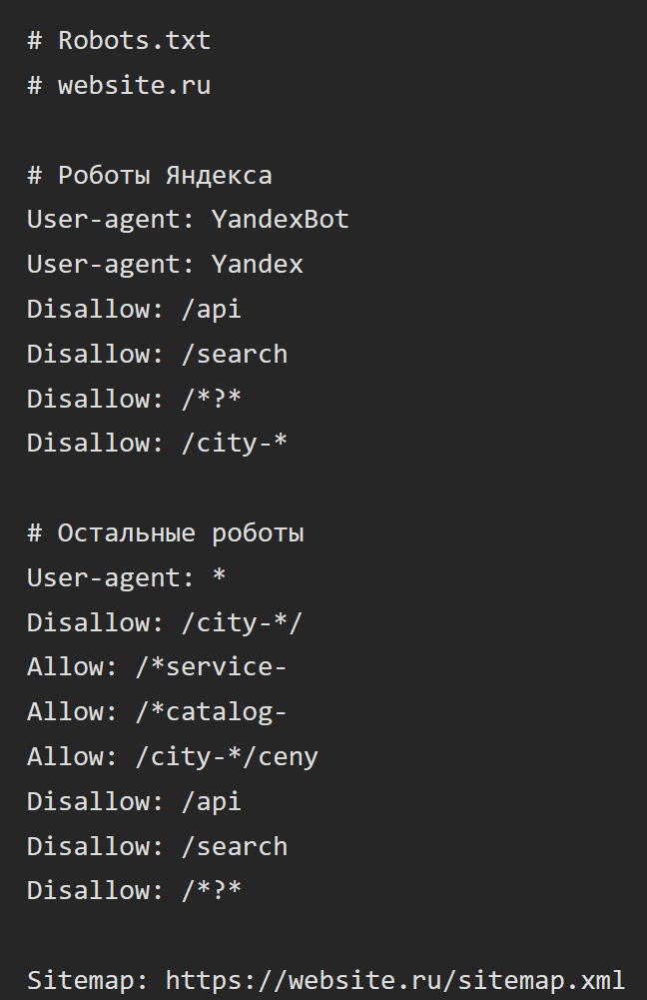 # Robots.txt
# website.ru
# Роботы Яндекса
User-agent: YandexBot
User-agent: Yandex
Disallow: /api
Disallow: /search
Disallow: /*?*
Disallow: /city-*
# Остальные роботы
User-agent: *
Disallow: /city-*/
Allow: /*service-
Allow: /*catalog-
Allow: /city-*/ceny
Disallow: /api
Disallow: /search
Disallow: /*?*
Sitemap: https://website.ru/sitemap.xml